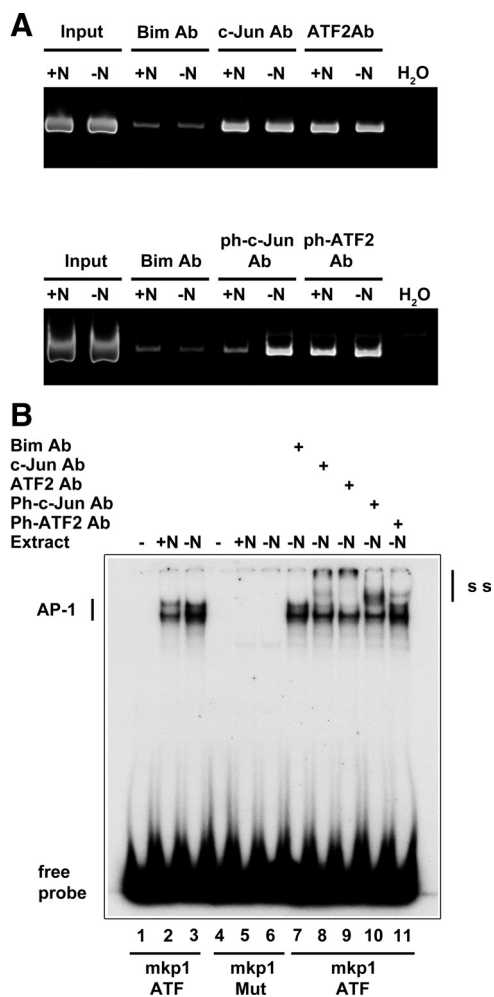 A
Input Bim Ab c-Jun Ab ATF2Ab
+N -N +N -N +N -N +N -N H2O
ph-c-Jun ph-ATF2
Input Bim Ab Ab Ab
+N -N +N -N +N -N +N -N H2O
B
Bim Ab +
c-Jun Ab +
ATF2 Ab +
Ph-c-Jun Ab +
Ph-ATF2 Ab +
Extract - +N -N - +N -N -N -N -N -N -N
s s
AP-1
free
probe
1 2 3 4 5 6 7 8 9 10 11
mkp1 mkp1 mkp1
ATF Mut ATF